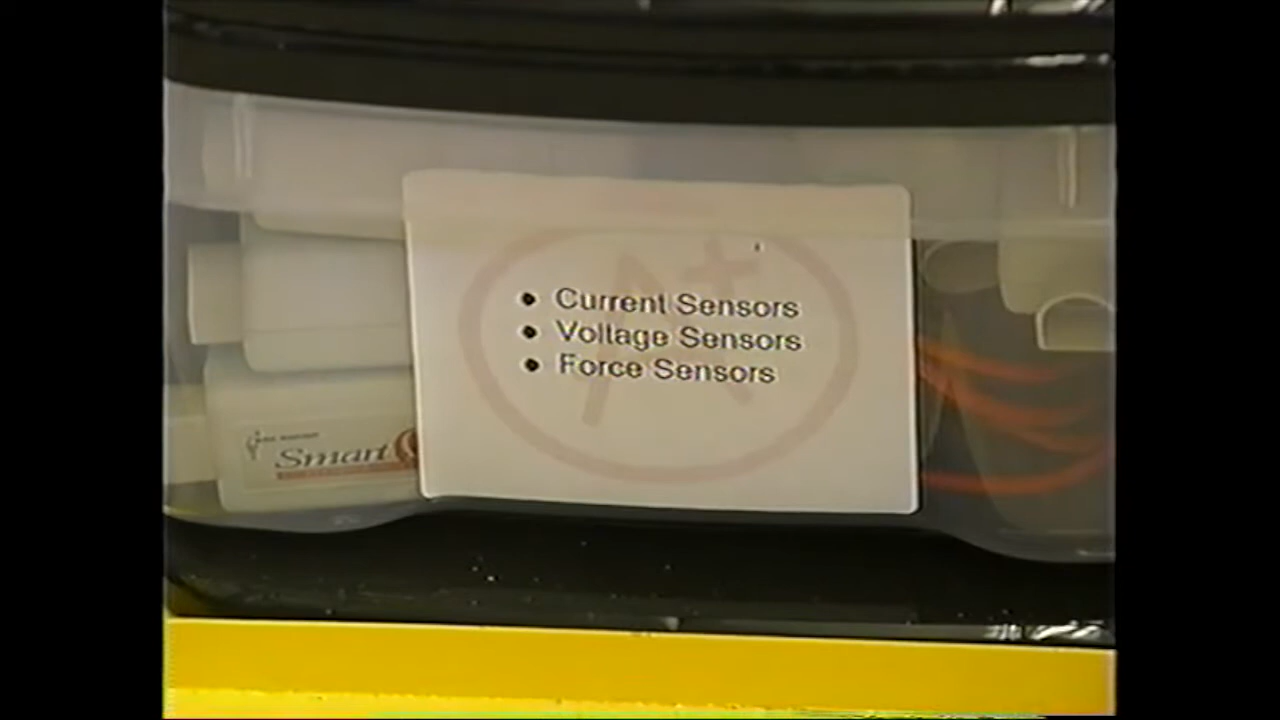 A+
• Current Sensors
• Voltage Sensors
• Force Sensors
Smart